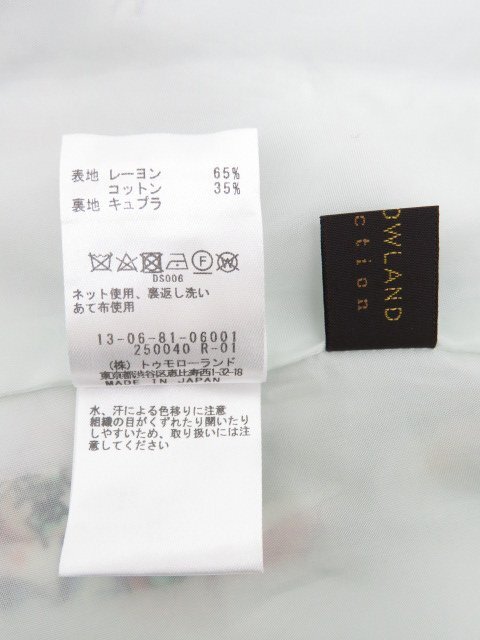 表地 レーヨン 65%
コットン 35%
裏地 キュプラ
DS006
ネット使用、裏返し洗い
あて布使用
13-06-81-06001
250040 R-01
(株) トゥモローランド
東京都渋谷区恵比寿西1-32-18
MADE IN JAPAN
水、汗による色移りに注意
組織の目がくずれたり開いたり
しやすいため、取り扱いには注
意してください
OWLAND
ction